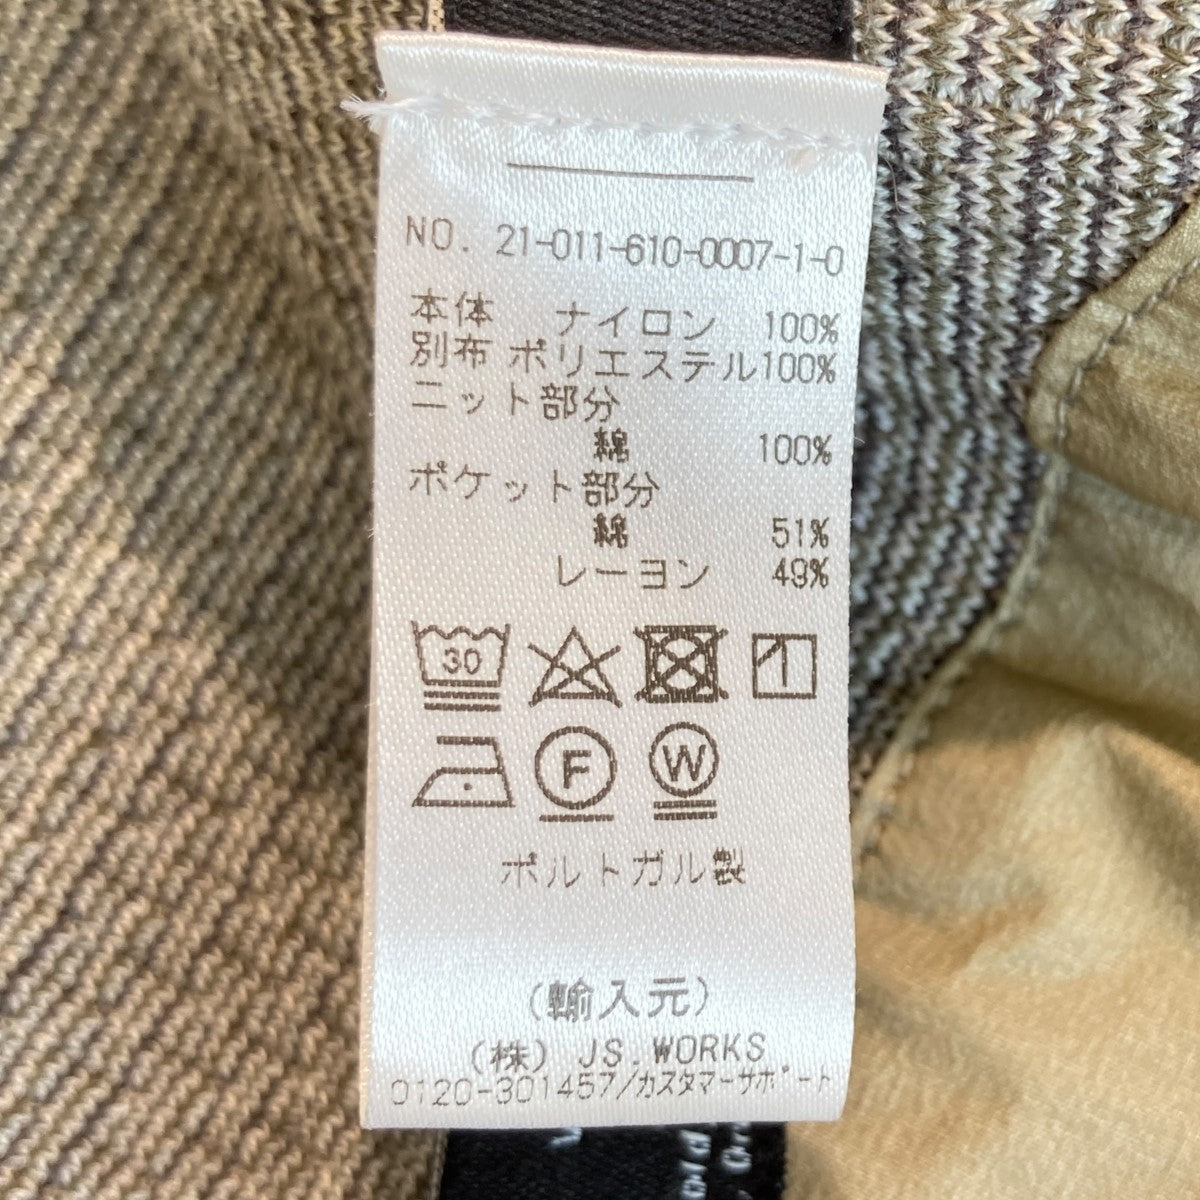 NO. 21-011-610-0007-1-0
本体 ナイロン 100%
別布 ポリエステル 100%
ニット部分
綿 100%
ポケット部分
綿 51%
レーヨン 49%
30
F W
ポルトガル製
(輸入元)
(株) JS.WORKS
0120-301457/カスタマーサポート